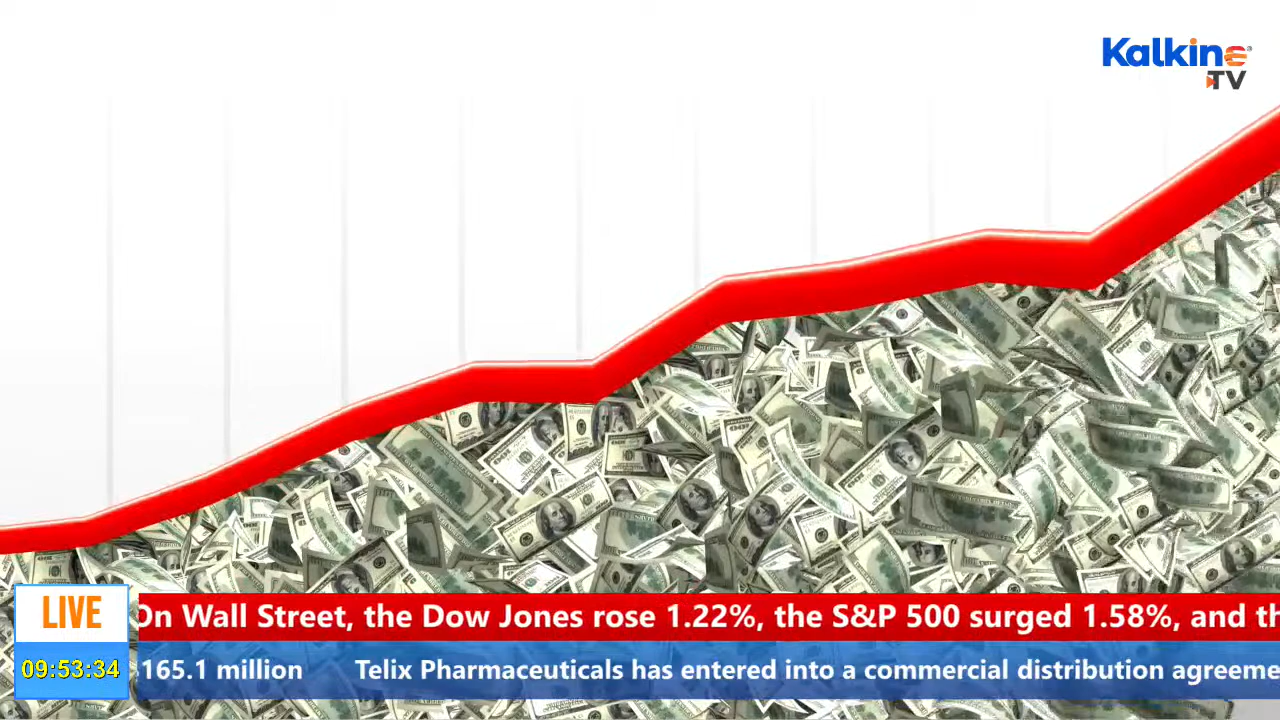 Kalkine
TV
LIVE
On Wall Street, the Dow Jones rose 1.22%, the S&P 500 surged 1.58%, and th
09:53:34
165.1 million Telix Pharmaceuticals has entered into a commercial distribution agreeme